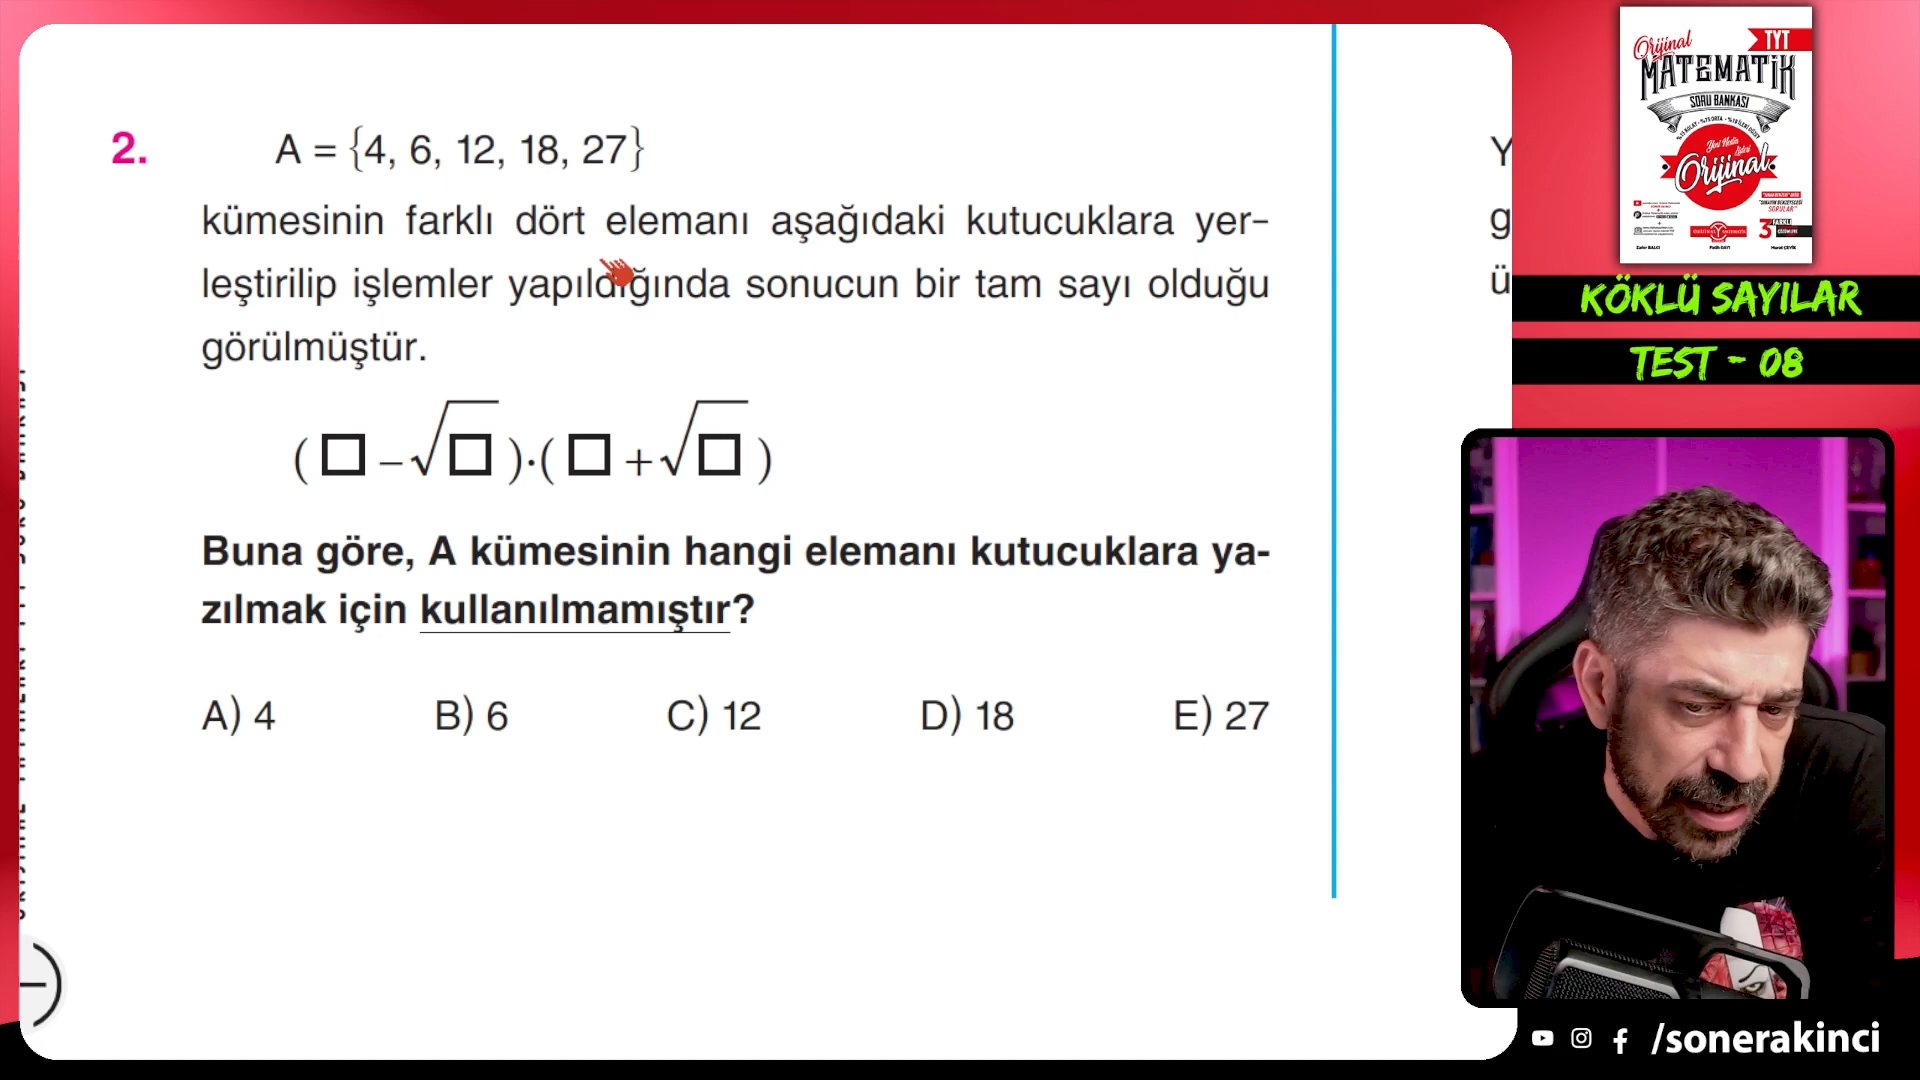 2. A = {4, 6, 12, 18, 27}
kümesinin farklı dört elemanı aşağıdaki kutucuklara yer-
leştirilip işlemler yapıldığında sonucun bir tam sayı olduğu
görülmüştür.
(□ – √□)·(□ + √□)
Buna göre, A kümesinin hangi elemanı kutucuklara ya-
zılmak için kullanılmamıştır?
A) 4 B) 6 C) 12 D) 18 E) 27
Y
g
ü
Orijinal
TYT
MATEMATİK
SORU BANKASI
Orijinal
3 FARKLI
KÖKLÜ SAYILAR
TEST - 08
/sonerakinci